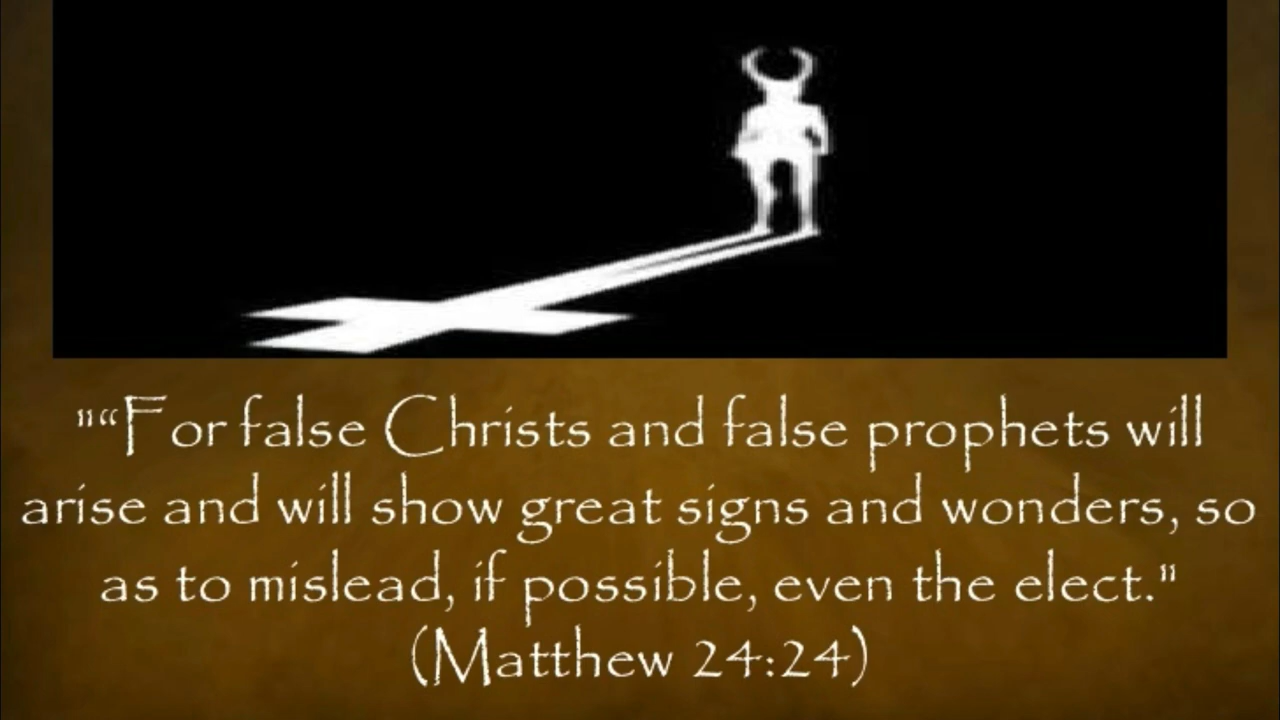 "“For false Christs and false prophets will
arise and will show great signs and wonders, so
as to mislead, if possible, even the elect."
(Matthew 24:24)